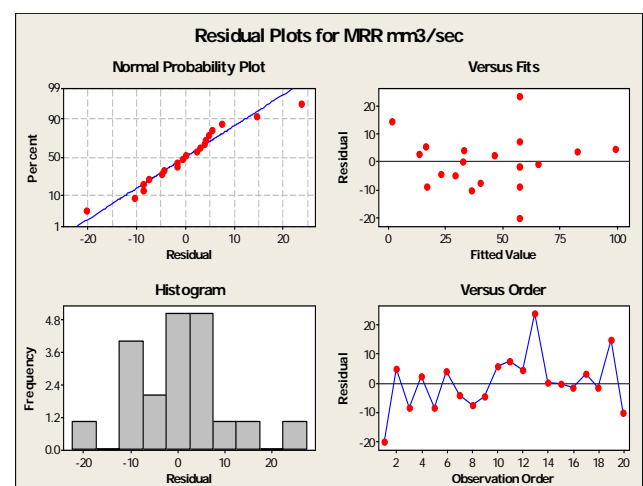 Residual Plots for MRR mm3/sec
Normal Probability Plot
99
90
50
10
1
Percent
-20 -10 0 10 20
Residual
Versus Fits
20
10
0
-10
-20
Residual
0 25 50 75 100
Fitted Value
Histogram
4.8
3.6
2.4
1.2
0.0
Frequency
-20 -10 0 10 20
Residual
Versus Order
20
10
0
-10
-20
Residual
2 4 6 8 10 12 14 16 18 20
Observation Order